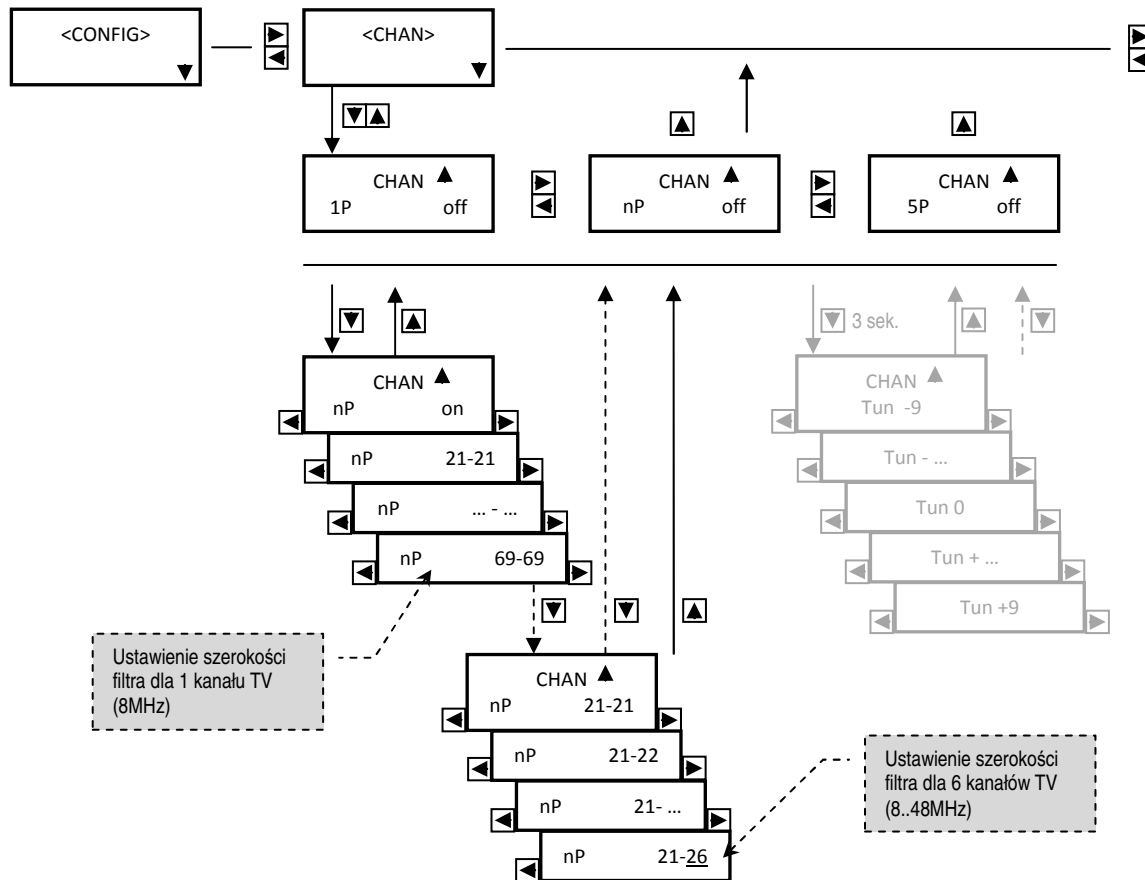 <CONFIG>
<CHAN>
CHAN
1P off
CHAN
nP off
CHAN
5P off
3 sek.
CHAN
nP on
nP 21-21
nP ... - ...
nP 69-69
CHAN
Tun -9
Tun - ...
Tun 0
Tun + ...
Tun +9
Ustawienie szerokości
filtra dla 1 kanału TV
(8MHz)
CHAN
nP 21-21
nP 21-22
nP 21- ...
nP 21-26
Ustawienie szerokości
filtra dla 6 kanałów TV
(8..48MHz)